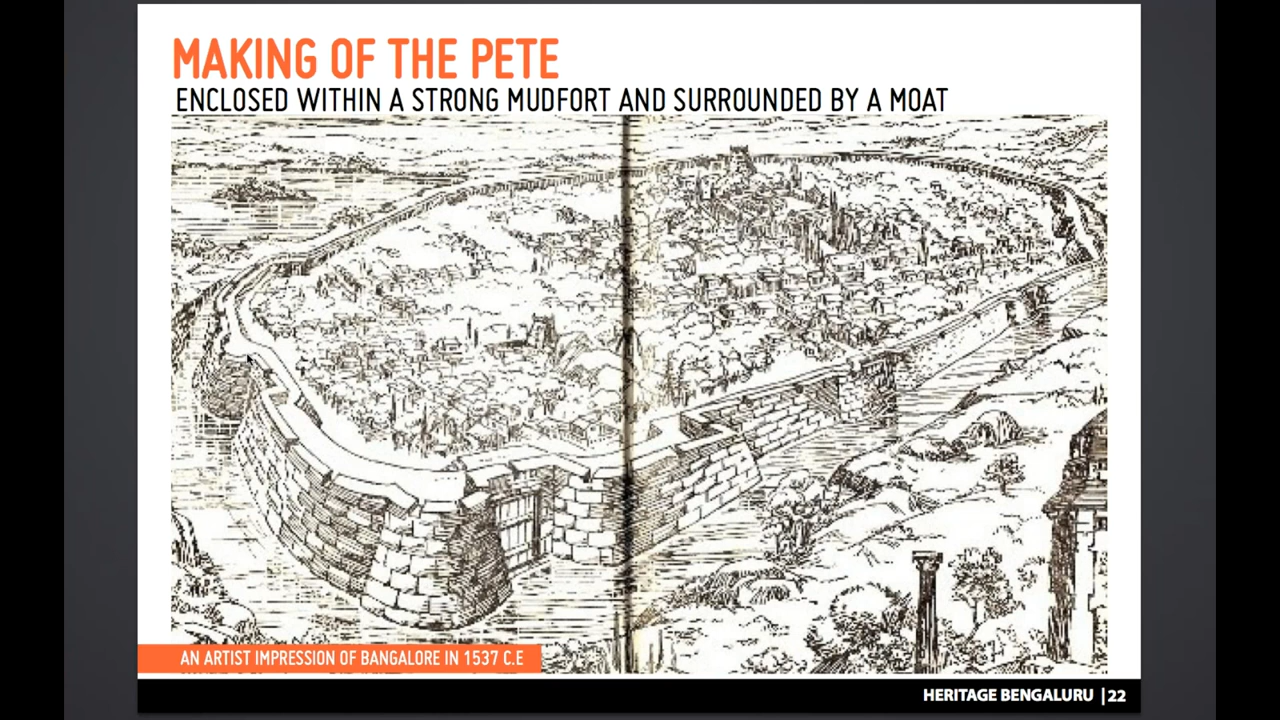 MAKING OF THE PETE
ENCLOSED WITHIN A STRONG MUDFORT AND SURROUNDED BY A MOAT
AN ARTIST IMPRESSION OF BANGALORE IN 1537 C.E
HERITAGE BENGALURU |22